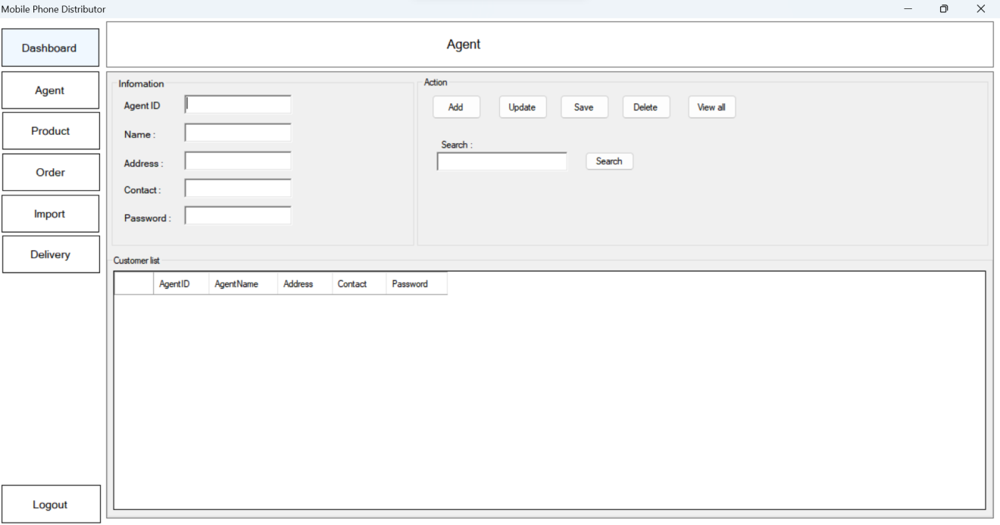 Mobile Phone Distributor
Dashboard
Agent
Product
Order
Import
Delivery
Logout
Agent
Infomation
Agent ID
Name :
Address :
Contact :
Password :
Action
Add Update Save Delete View all
Search :
Search
Customer list
AgentID AgentName Address Contact Password